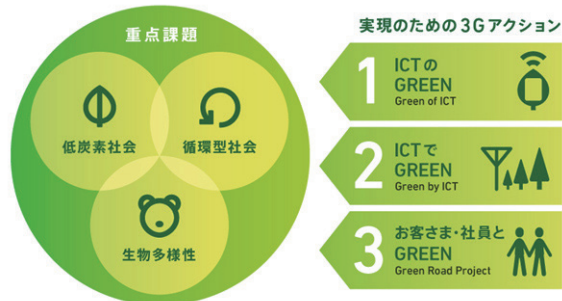 重点課題
低炭素社会
循環型社会
生物多様性
実現のための3Gアクション
1
ICTの
GREEN
Green of ICT
2
ICTで
GREEN
Green by ICT
3
お客さま・社員と
GREEN
Green Road Project